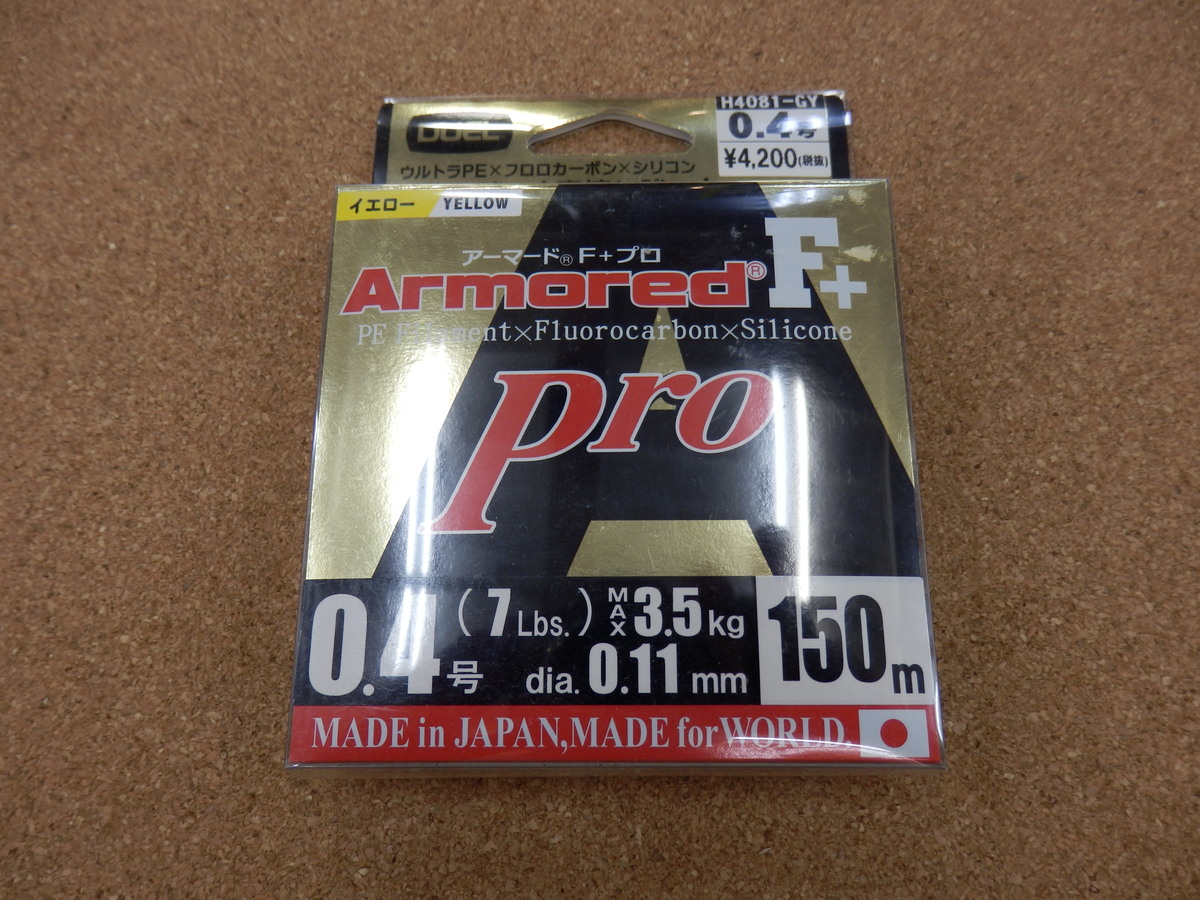 DUEL
H4081-GY
0.4号
¥4,200(税抜)
ウルトラPE×フロロカーボン×シリコン
イエロー YELLOW
アーマード® F+プロ
Armored® F+
PE Filament×Fluorocarbon×Silicone
Pro
0.4号 (7Lbs.) MAX 3.5kg
dia. 0.11mm
150m
MADE in JAPAN,MADE for WORLD.